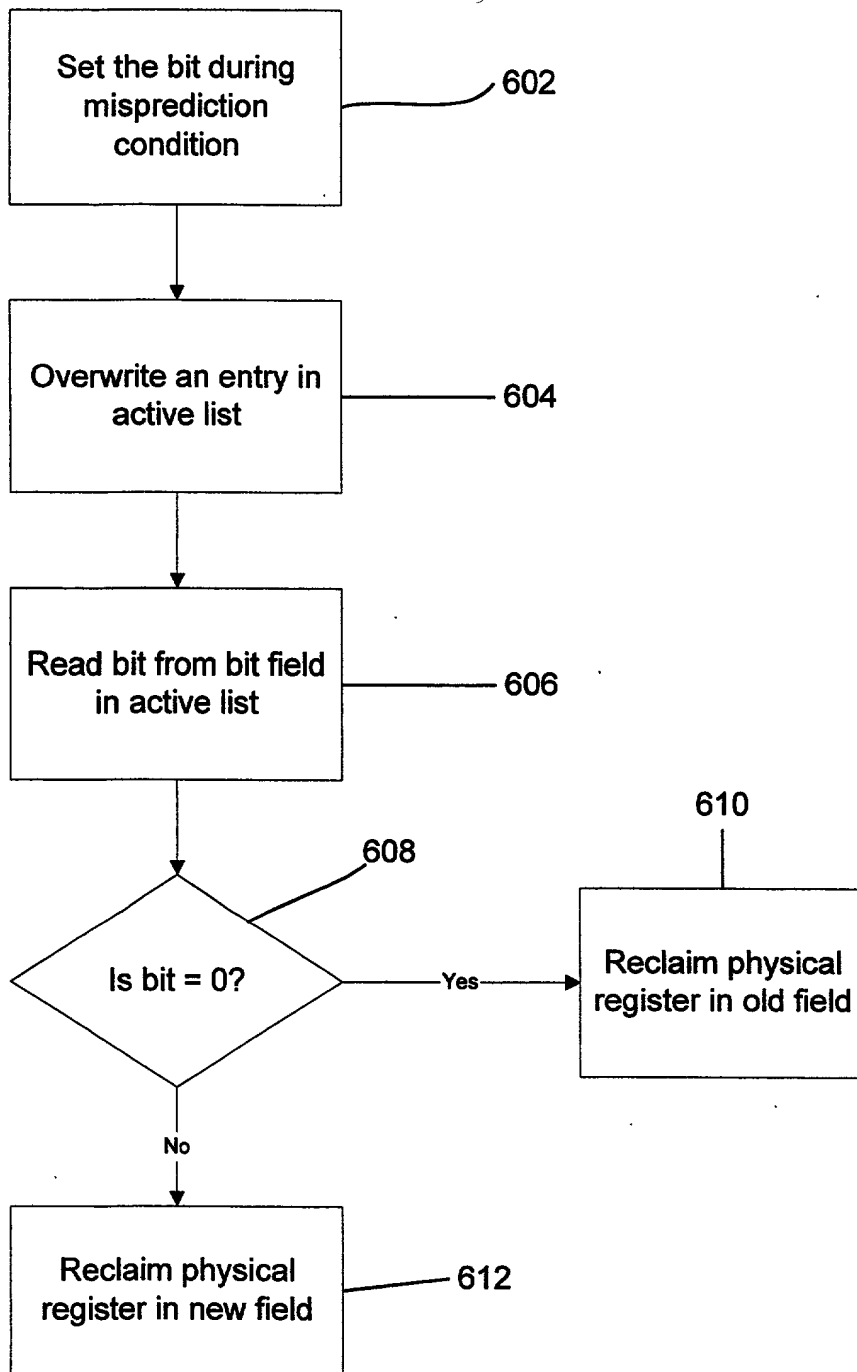 Set the bit during
misprediction
condition
602
Overwrite an entry in
active list
604
Read bit from bit field
in active list
606
608
Is bit = 0?
Yes
610
Reclaim physical
register in old field
No
Reclaim physical
register in new field
612